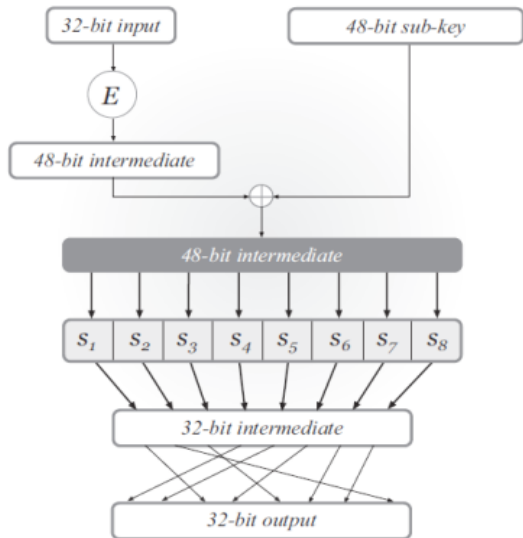 32-bit input
48-bit sub-key
E
48-bit intermediate
48-bit intermediate
S₁ S₂ S₃ S₄ S₅ S₆ S₇ S₈
32-bit intermediate
32-bit output